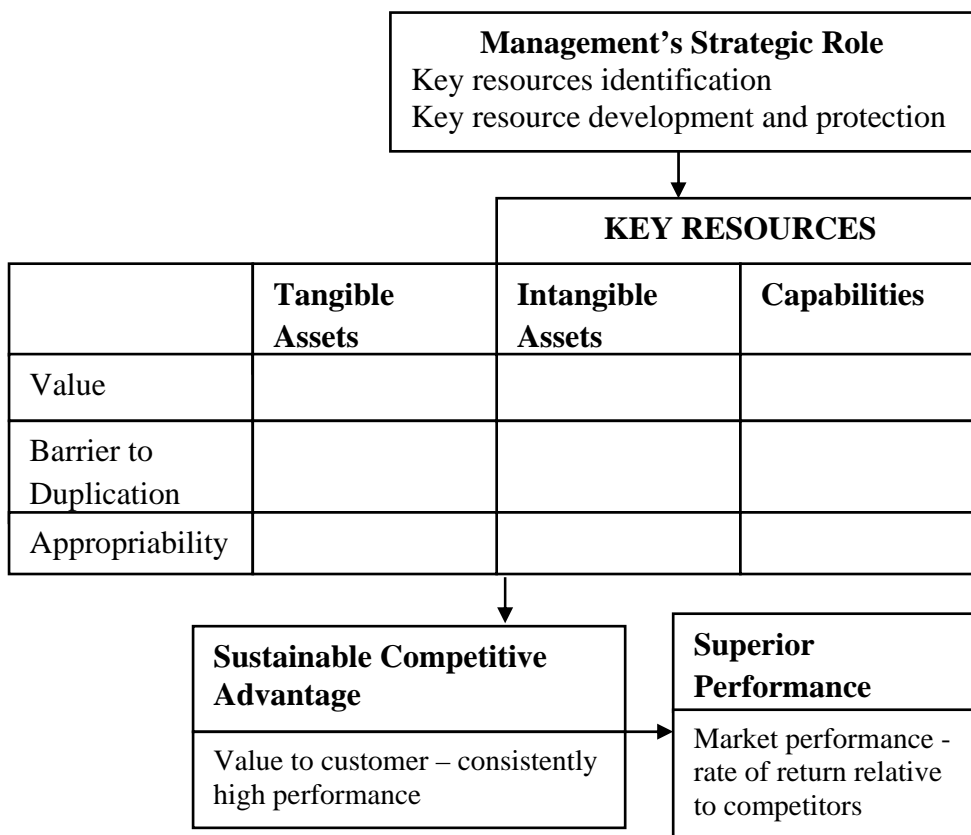 Management’s Strategic Role
Key resources identification
Key resource development and protection
KEY RESOURCES
Tangible
Assets
Intangible
Assets
Capabilities
Value
Barrier to
Duplication
Appropriability
Sustainable Competitive
Advantage
Value to customer – consistently
high performance
Superior
Performance
Market performance -
rate of return relative
to competitors